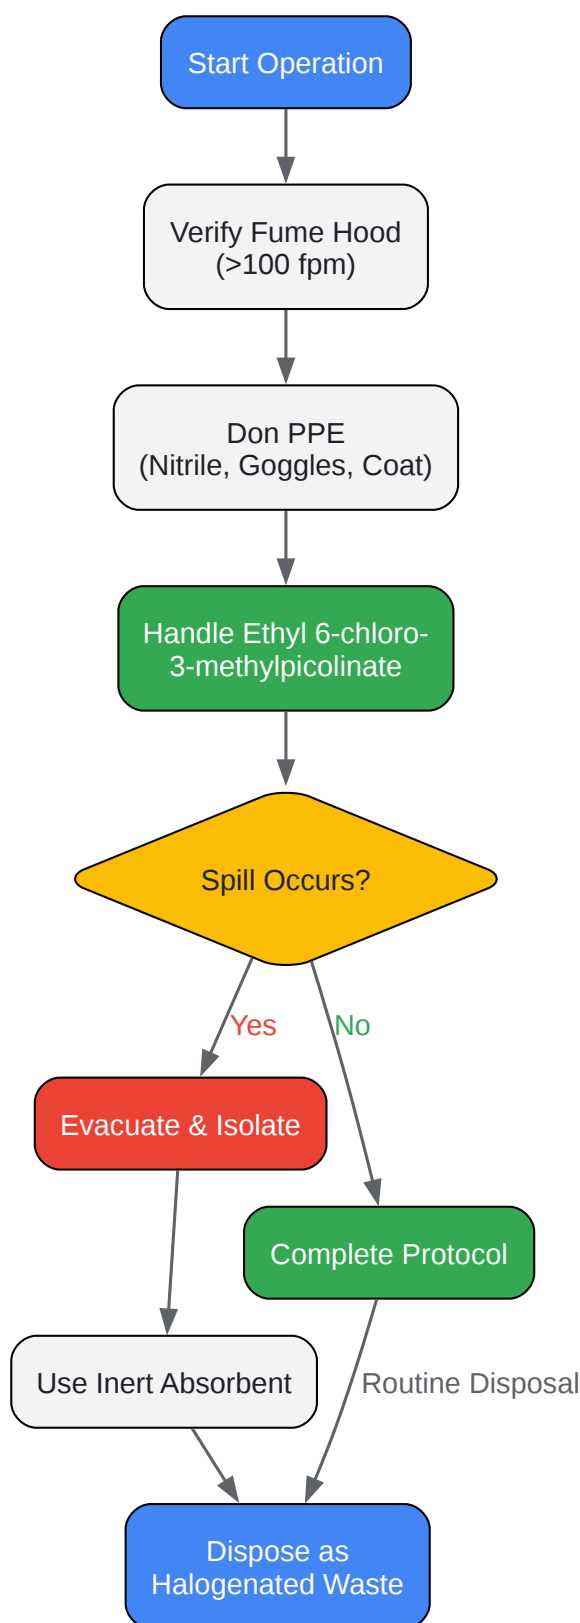 Start Operation
Verify Fume Hood
(>100 fpm)
Don PPE
(Nitrile, Goggles, Coat)
Handle Ethyl 6-chloro-
3-methylpicolinate
Spill Occurs?
Yes
No
Evacuate & Isolate
Complete Protocol
Use Inert Absorbent
Routine Disposal
Dispose as
Halogenated Waste